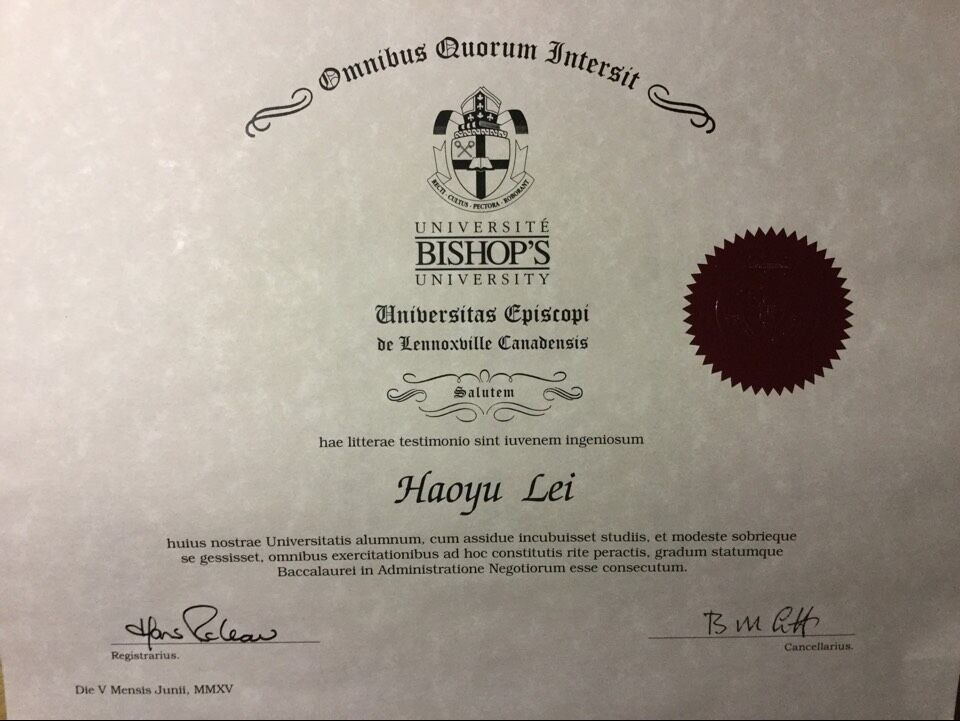 Omnibus Quorum Intersit
RECTI · CULTUS · PECTORA · ROBORANT
UNIVERSITÉ
BISHOP'S
UNIVERSITY
Universitas Episcopi
de Lennoxville Canadensis
Salutem
hae litterae testimonio sint iuvenem ingeniosum
Haoyu Lei
huius nostrae Universitatis alumnum, cum assidue incubuisset studiis, et modeste sobrieque
se gessisset, omnibus exercitationibus ad hoc constitutis rite peractis, gradum statumque
Baccalaurei in Administratione Negotiorum esse consecutum.
Registrarius.
Cancellarius.
Die V Mensis Junii, MMXV